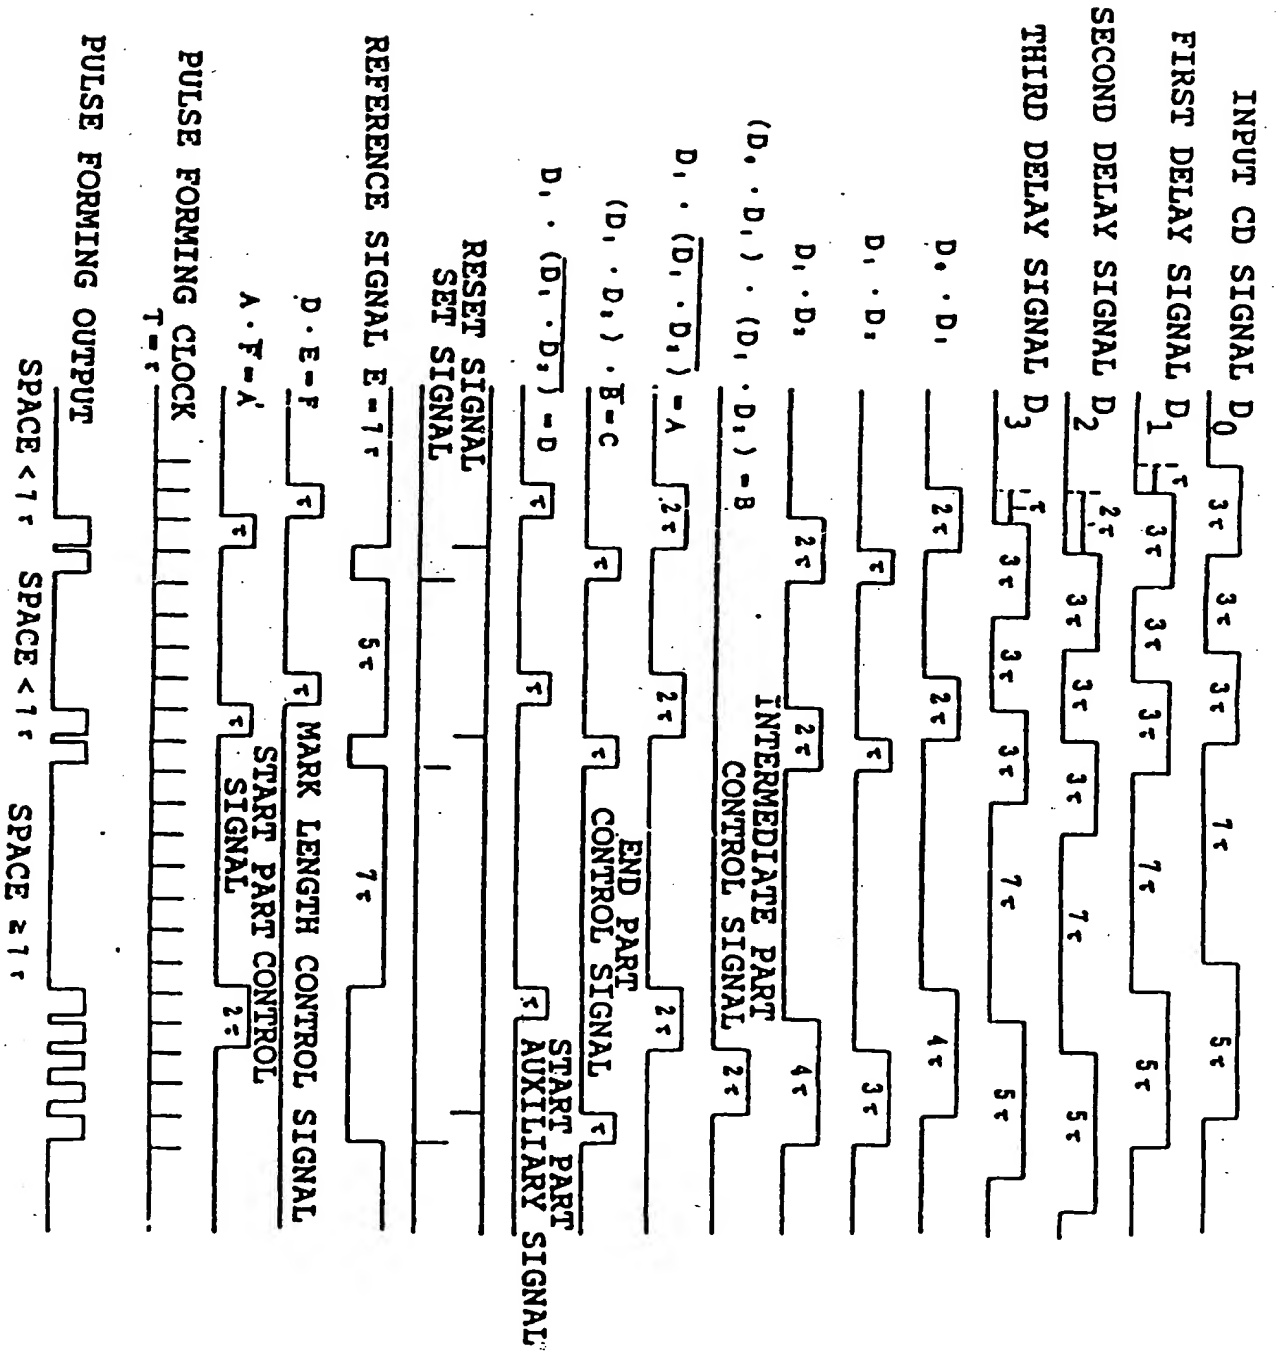 INPUT CD SIGNAL D0 3τ 3τ 3τ 7τ 5τ
FIRST DELAY SIGNAL D1 τ 3τ 3τ 3τ 7τ 5τ
SECOND DELAY SIGNAL D2 2τ 3τ 3τ 3τ 7τ 5τ
THIRD DELAY SIGNAL D3 τ 3τ 3τ 3τ 7τ 5τ
D₀ · D₁ 2τ 2τ 4τ
D₁ · D₃ τ τ 3τ
D₁ · D₂ 2τ 2τ 4τ
(D₀ · D₁) · (D₁ · D₂) = B 2τ
INTERMEDIATE PART
CONTROL SIGNAL
D₁ · (D₁ · D₃) = A 2τ 2τ 2τ
(D₁ · D₂) · B = C τ τ τ
END PART
CONTROL SIGNAL
D₁ · (D₁ · D₂) = D τ τ τ
START PART
AUXILIARY SIGNAL
RESET SIGNAL
SET SIGNAL
REFERENCE SIGNAL E = 7τ 5τ 7τ
D · E = F τ τ
MARK LENGTH CONTROL SIGNAL
A · F = A' τ τ 2τ
START PART CONTROL
SIGNAL
PULSE FORMING CLOCK
T = τ
PULSE FORMING OUTPUT
SPACE < 7τ SPACE < 7τ SPACE ≥ 7τ